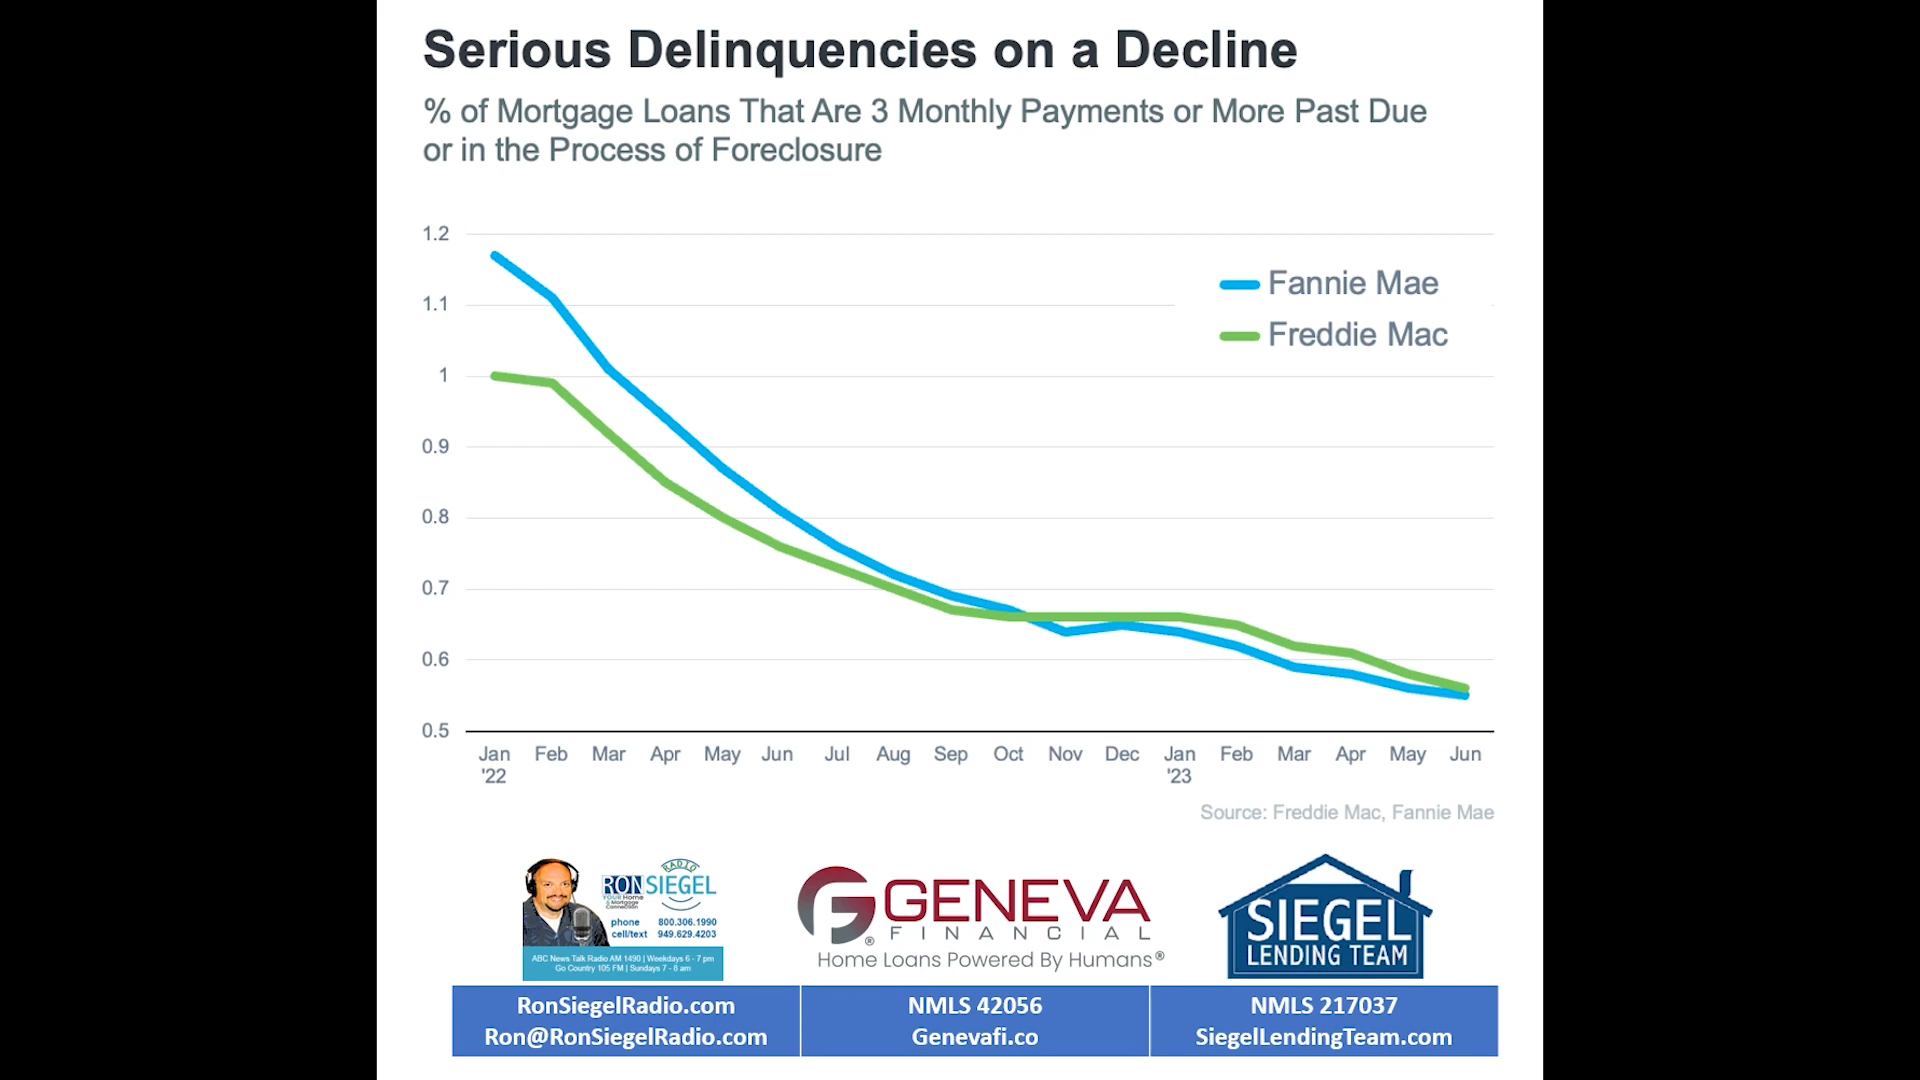 Serious Delinquencies on a Decline
% of Mortgage Loans That Are 3 Monthly Payments or More Past Due
or in the Process of Foreclosure
1.2
1.1
1
0.9
0.8
0.7
0.6
0.5
Fannie Mae
Freddie Mac
Jan Feb Mar Apr May Jun Jul Aug Sep Oct Nov Dec Jan Feb Mar Apr May Jun
'22 '23
Source: Freddie Mac, Fannie Mae
RADIO
RON SIEGEL
YOUR Home
& Mortgage
Connection
phone 800.306.1990
cell/text 949.629.4203
ABC News Talk Radio AM 1490 | Weekdays 6 - 7 pm
Go Country 105 FM | Sundays 7 - 8 am
GENEVA
FINANCIAL
®
Home Loans Powered By Humans®
SIEGEL
LENDING TEAM
RonSiegelRadio.com
Ron@RonSiegelRadio.com
NMLS 42056
Genevafi.co
NMLS 217037
SiegelLendingTeam.com